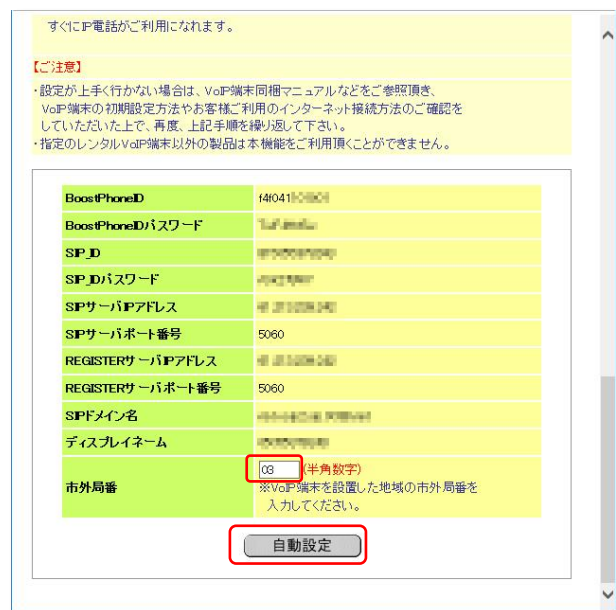 すぐにIP電話がご利用になれます。
【ご注意】
・設定が上手く行かない場合は、VoIP端末同梱マニュアルなどをご参照頂き、
VoIP端末の初期設定方法やお客様ご利用のインターネット接続方法のご確認を
していただいた上で、再度、上記手順を繰り返して下さい。
・指定のレンタルVoIP端末以外の製品は本機能をご利用頂くことができません。
BoostPhoneID f4f041
BoostPhoneIDパスワード
SIP_ID
SIP_IDパスワード
SIPサーバIPアドレス
SIPサーバポート番号 5060
REGISTERサーバIPアドレス
REGISTERサーバポート番号 5060
SIPドメイン名
ディスプレイネーム
市外局番 03 (半角数字)
※VoIP端末を設置した地域の市外局番を
入力してください。
自動設定